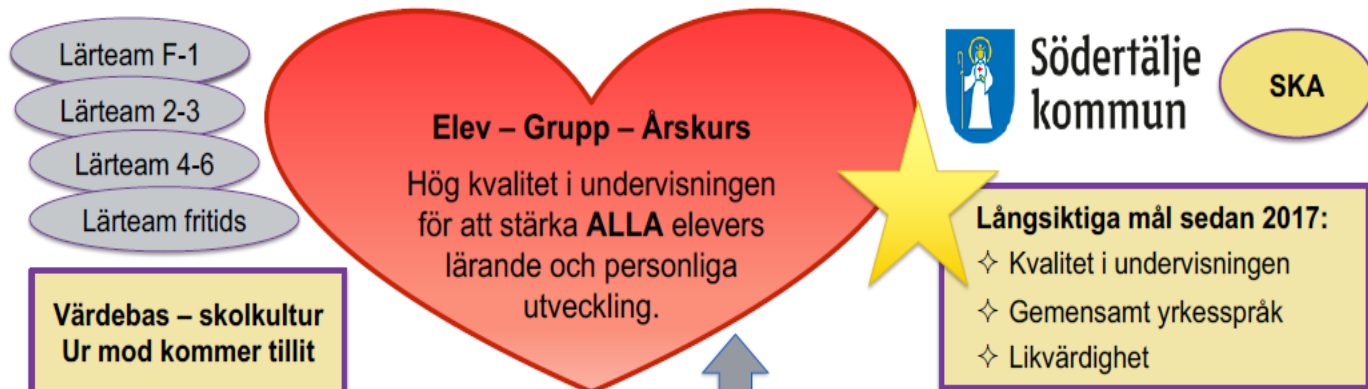 Lärteam F-1
Lärteam 2-3
Lärteam 4-6
Lärteam fritids
Värdebas – skolkultur
Ur mod kommer tillit
Elev – Grupp – Årskurs
Hög kvalitet i undervisningen
för att stärka ALLA elevers
lärande och personliga
utveckling.
Södertälje
kommun
SKA
Långsiktiga mål sedan 2017:
✧ Kvalitet i undervisningen
✧ Gemensamt yrkesspråk
✧ Likvärdighet